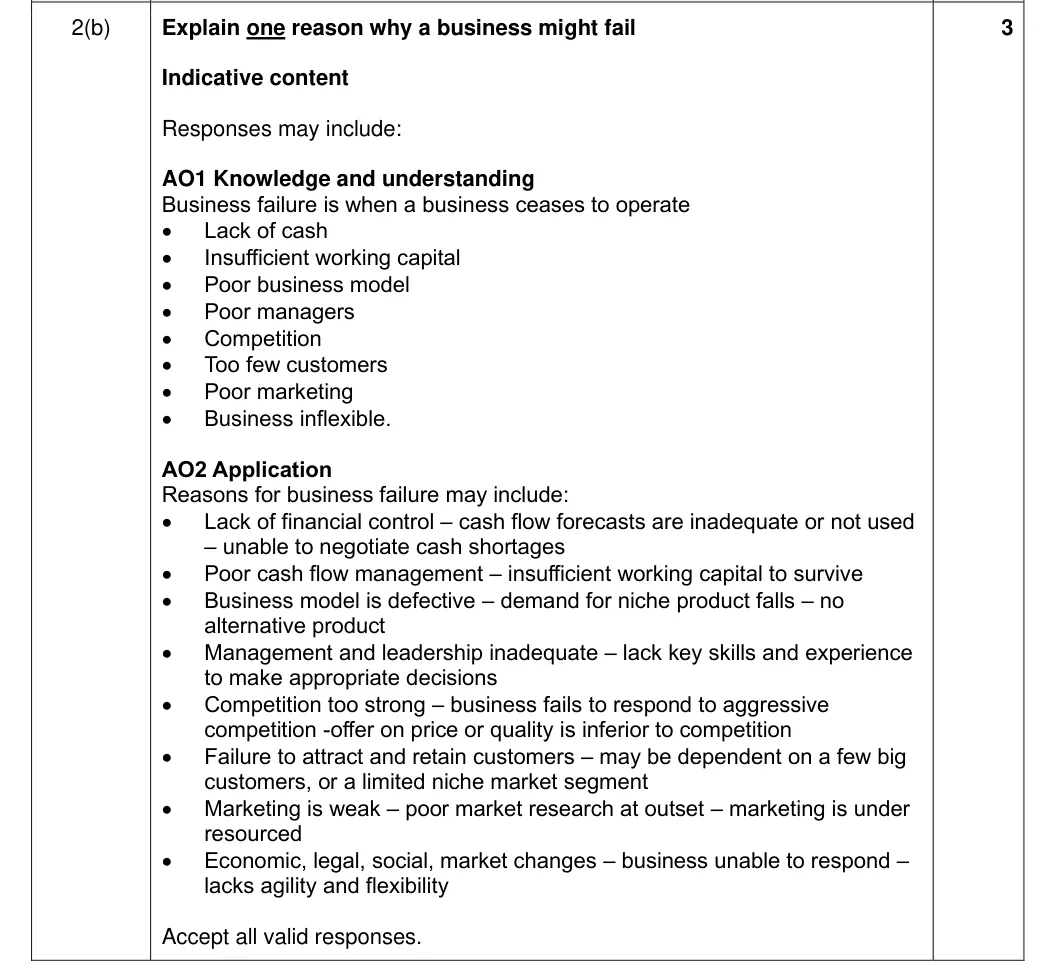 2(b)
Explain one reason why a business might fail
3
Indicative content
Responses may include:
AO1 Knowledge and understanding
Business failure is when a business ceases to operate
• Lack of cash
• Insufficient working capital
• Poor business model
• Poor managers
• Competition
• Too few customers
• Poor marketing
• Business inflexible.
AO2 Application
Reasons for business failure may include:
• Lack of financial control – cash flow forecasts are inadequate or not used
– unable to negotiate cash shortages
• Poor cash flow management – insufficient working capital to survive
• Business model is defective – demand for niche product falls – no
alternative product
• Management and leadership inadequate – lack key skills and experience
to make appropriate decisions
• Competition too strong – business fails to respond to aggressive
competition -offer on price or quality is inferior to competition
• Failure to attract and retain customers – may be dependent on a few big
customers, or a limited niche market segment
• Marketing is weak – poor market research at outset – marketing is under
resourced
• Economic, legal, social, market changes – business unable to respond –
lacks agility and flexibility
Accept all valid responses.